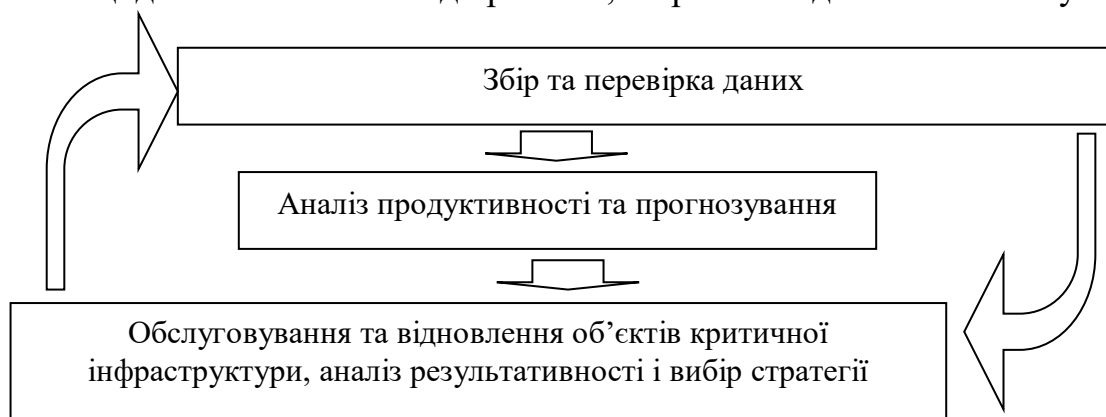 Збір та перевірка даних
Аналіз продуктивності та прогнозування
Обслуговування та відновлення об’єктів критичної
інфраструктури, аналіз результативності і вибір стратегії